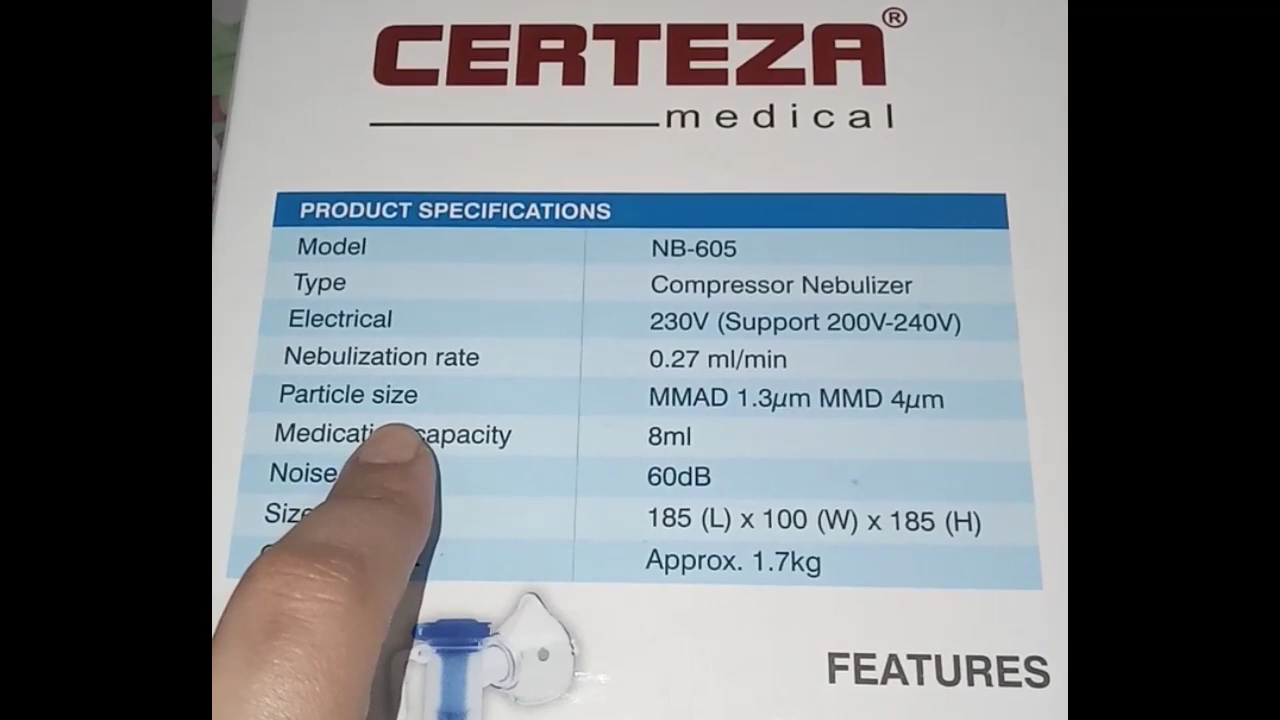 CERTEZA®
medical
PRODUCT SPECIFICATIONS
Model NB-605
Type Compressor Nebulizer
Electrical 230V (Support 200V-240V)
Nebulization rate 0.27 ml/min
Particle size MMAD 1.3µm MMD 4µm
capacity 8ml
Noise 60dB
Size 185 (L) x 100 (W) x 185 (H)
Approx. 1.7kg
FEATURES